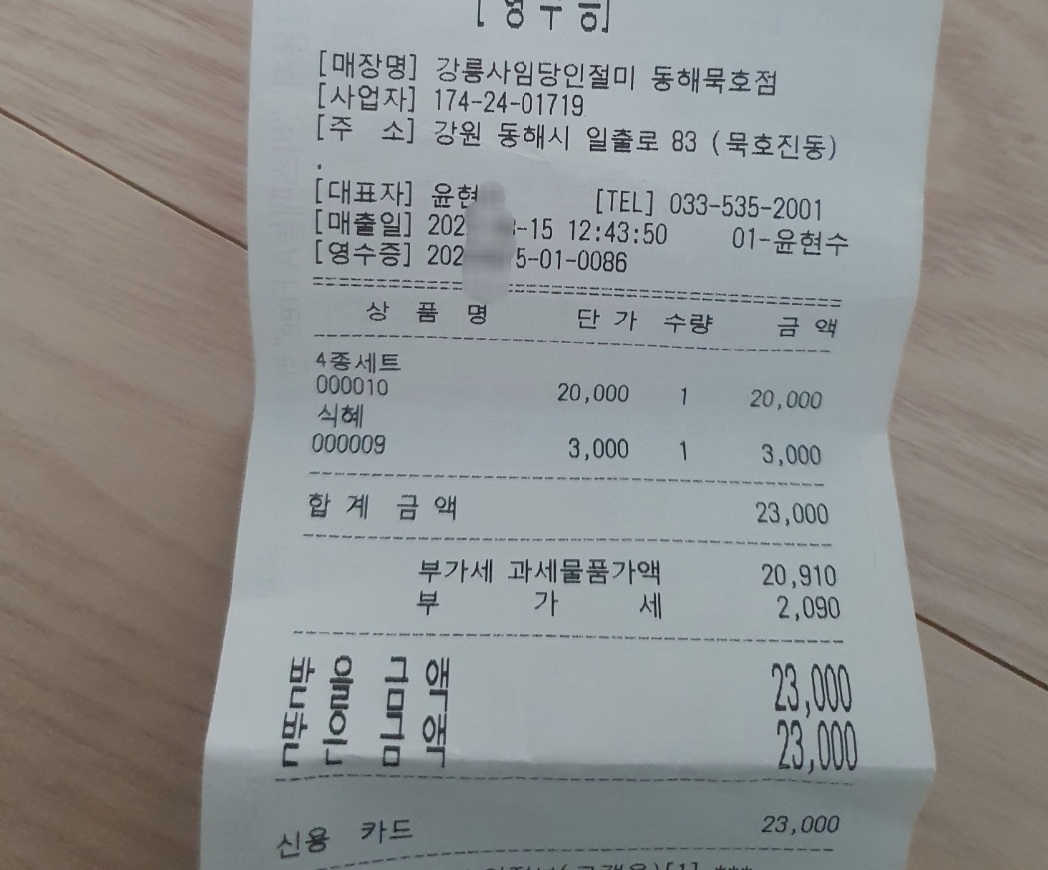 [영수증]
[매장명] 강릉사임당인절미 동해묵호점
[사업자] 174-24-01719
[주 소] 강원 동해시 일출로 83 (묵호진동)
.
[대표자] 윤현 [TEL] 033-535-2001
[매출일] 202 -15 12:43:50 01-윤현수
[영수증] 202 5-01-0086
상 품 명 단 가 수량 금 액
4종세트
000010 20,000 1 20,000
식혜
000009 3,000 1 3,000
합 계 금 액 23,000
부가세 과세물품가액 20,910
부 가 세 2,090
받 을 금 액 23,000
받 은 금 액 23,000
신용 카드 23,000